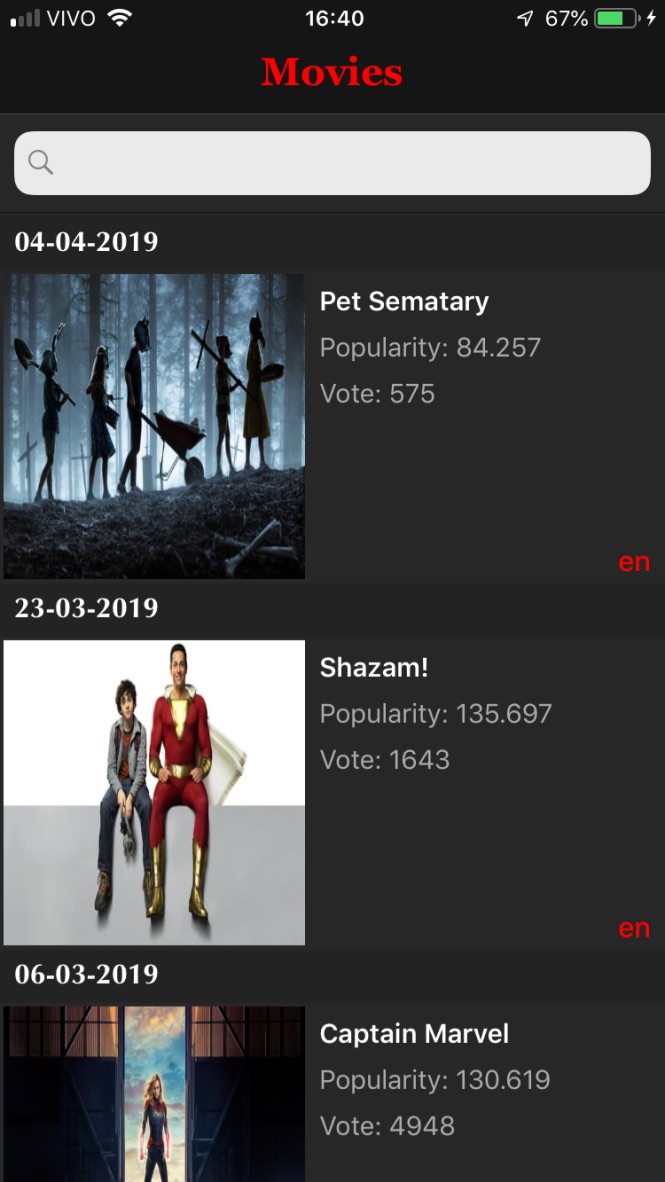 VIVO 16:40 67%
Movies
04-04-2019
Pet Sematary
Popularity: 84.257
Vote: 575
en
23-03-2019
Shazam!
Popularity: 135.697
Vote: 1643
en
06-03-2019
Captain Marvel
Popularity: 130.619
Vote: 4948